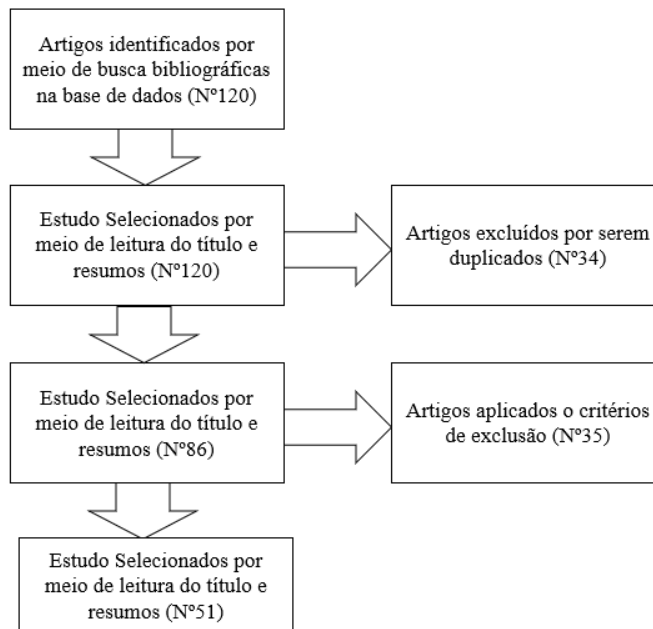 Artigos identificados por
meio de busca bibliográficas
na base de dados (Nº120)
Estudo Selecionados por
meio de leitura do título e
resumos (Nº120)
Artigos excluídos por serem
duplicados (Nº34)
Estudo Selecionados por
meio de leitura do título e
resumos (Nº86)
Artigos aplicados o critérios
de exclusão (Nº35)
Estudo Selecionados por
meio de leitura do título e
resumos (Nº51)